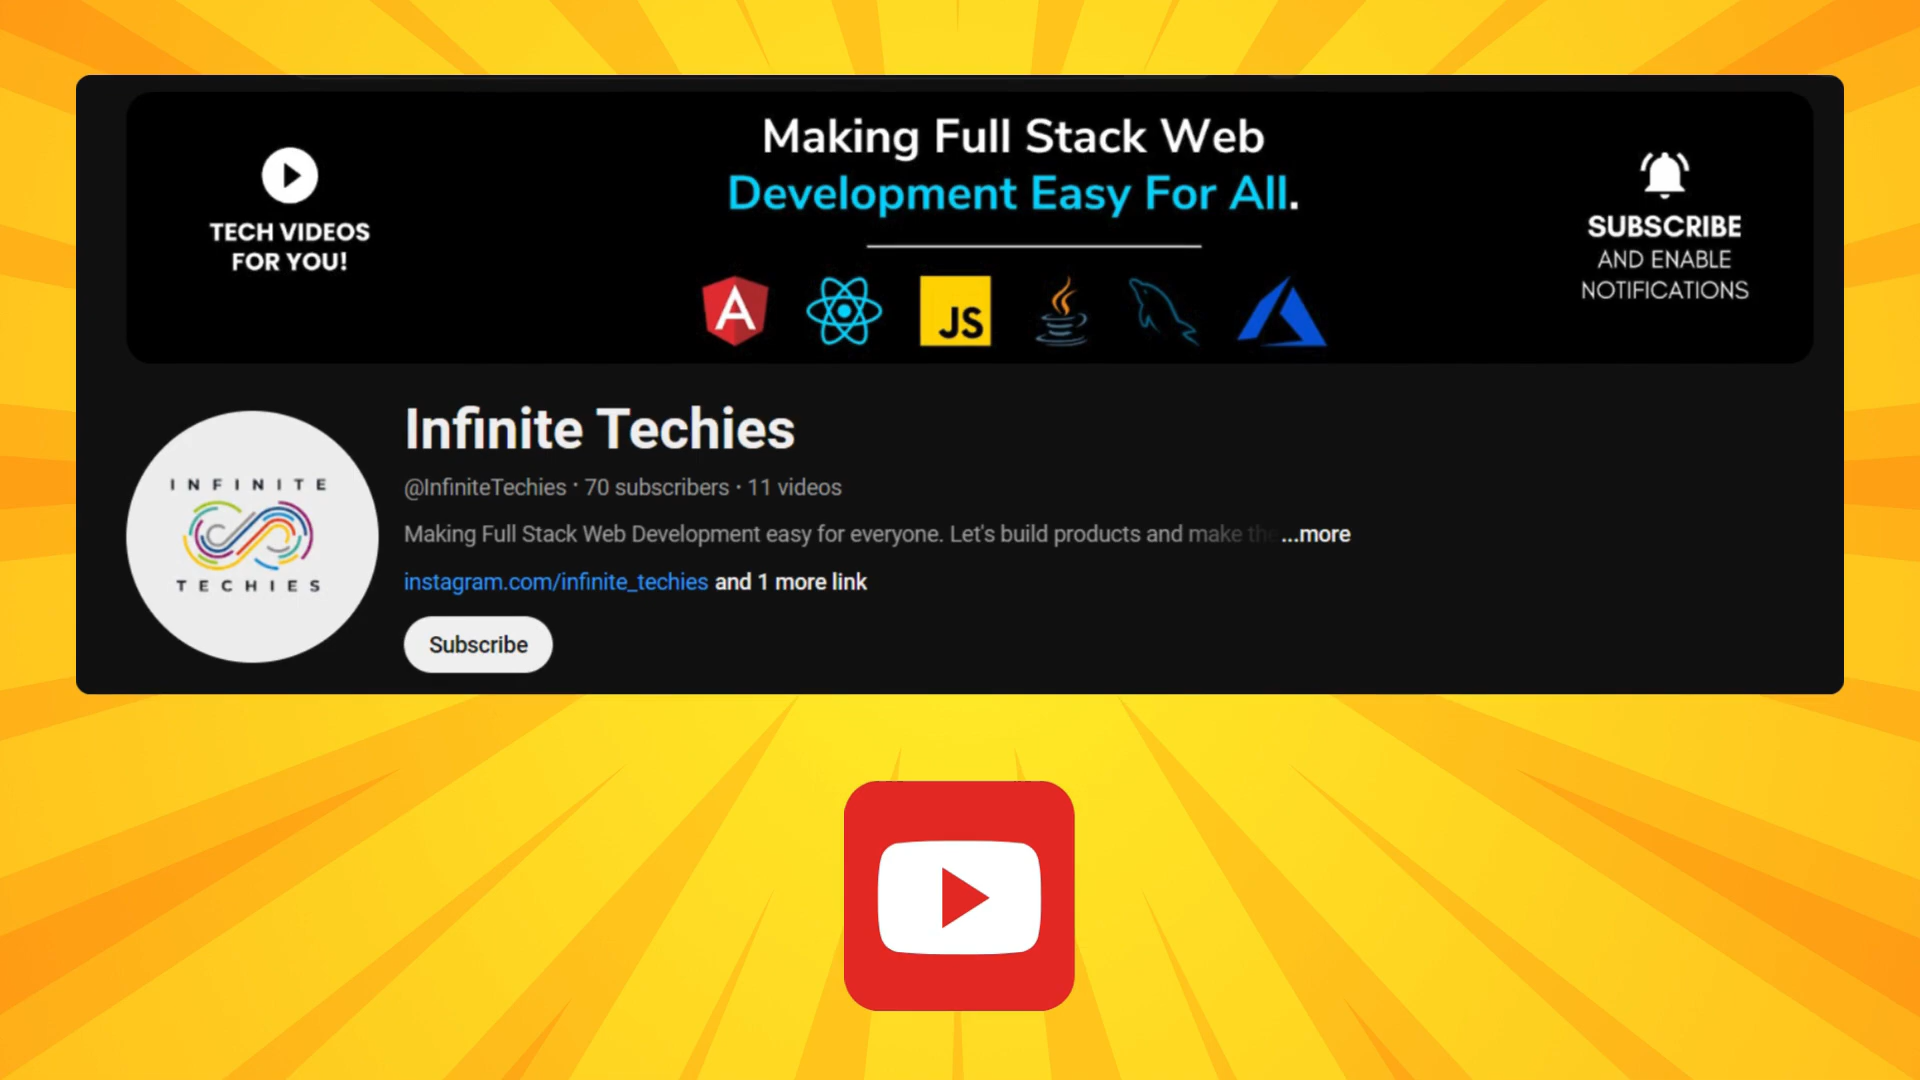 Making Full Stack Web
Development Easy For All.
TECH VIDEOS
FOR YOU!
SUBSCRIBE
AND ENABLE
NOTIFICATIONS
A
JS
INFINITE
TECHIES
Infinite Techies
@InfiniteTechies · 70 subscribers · 11 videos
Making Full Stack Web Development easy for everyone. Let's build products and make the ...more
instagram.com/infinite_techies and 1 more link
Subscribe